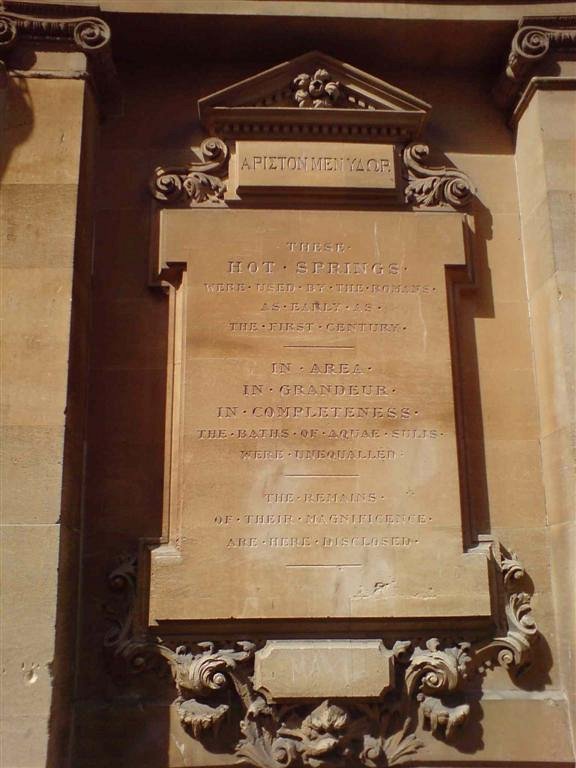 ΑΡΙΣΤΟΝ ΜΕΝ ΥΔΩΡ
· THESE ·
HOT · SPRINGS ·
WERE · USED · BY · THE · ROMANS ·
AS · EARLY · AS ·
THE · FIRST · CENTURY ·
IN · AREA ·
IN · GRANDEUR ·
IN · COMPLETENESS ·
THE · BATHS · OF · AQUAE · SULIS ·
WERE · UNEQUALLED ·
THE · REMAINS ·
OF · THEIR · MAGNIFICENCE ·
ARE · HERE · DISCLOSED ·